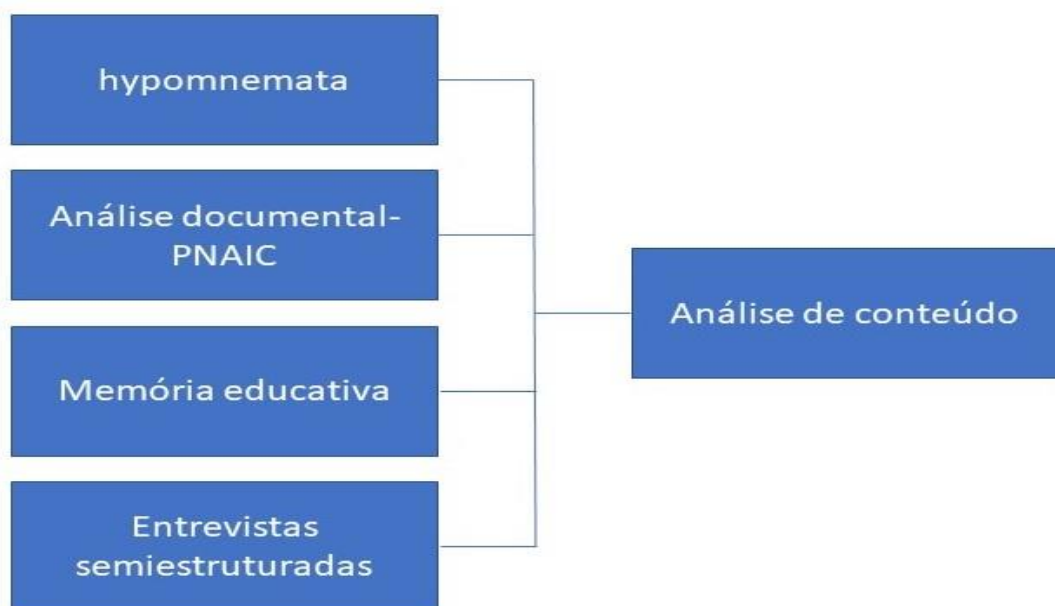 hypomnemata
Análise documental-
PNAIC
Memória educativa
Entrevistas
semiestruturadas
Análise de conteúdo